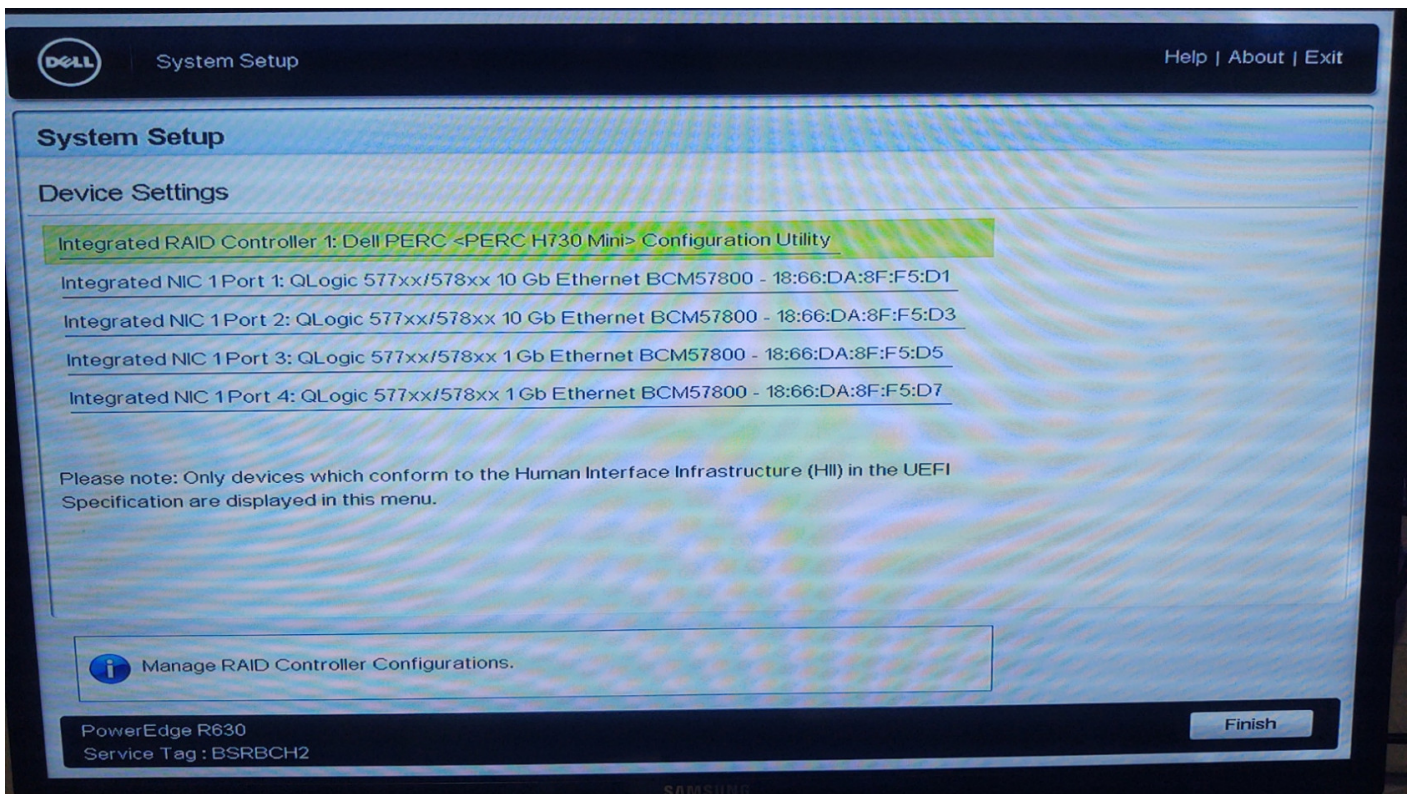 DELL
System Setup
Help | About | Exit
System Setup
Device Settings
Integrated RAID Controller 1: Dell PERC <PERC H730 Mini> Configuration Utility
Integrated NIC 1 Port 1: QLogic 577xx/578xx 10 Gb Ethernet BCM57800 - 18:66:DA:8F:F5:D1
Integrated NIC 1 Port 2: QLogic 577xx/578xx 10 Gb Ethernet BCM57800 - 18:66:DA:8F:F5:D3
Integrated NIC 1 Port 3: QLogic 577xx/578xx 1 Gb Ethernet BCM57800 - 18:66:DA:8F:F5:D5
Integrated NIC 1 Port 4: QLogic 577xx/578xx 1 Gb Ethernet BCM57800 - 18:66:DA:8F:F5:D7
Please note: Only devices which conform to the Human Interface Infrastructure (HII) in the UEFI
Specification are displayed in this menu.
Manage RAID Controller Configurations.
PowerEdge R630
Service Tag : BSRBCH2
Finish
SAMSUNG